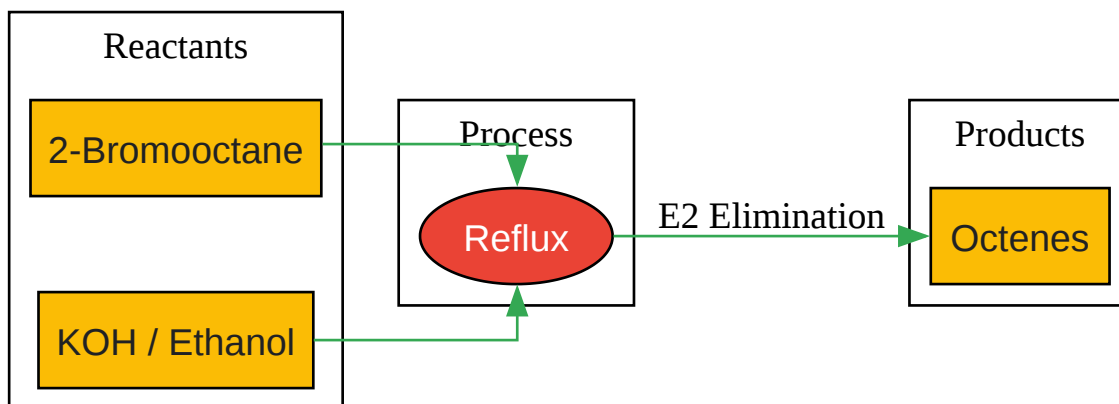 Reactants
2-Bromooctane
KOH / Ethanol
Process
Reflux
E2 Elimination
Products
Octenes